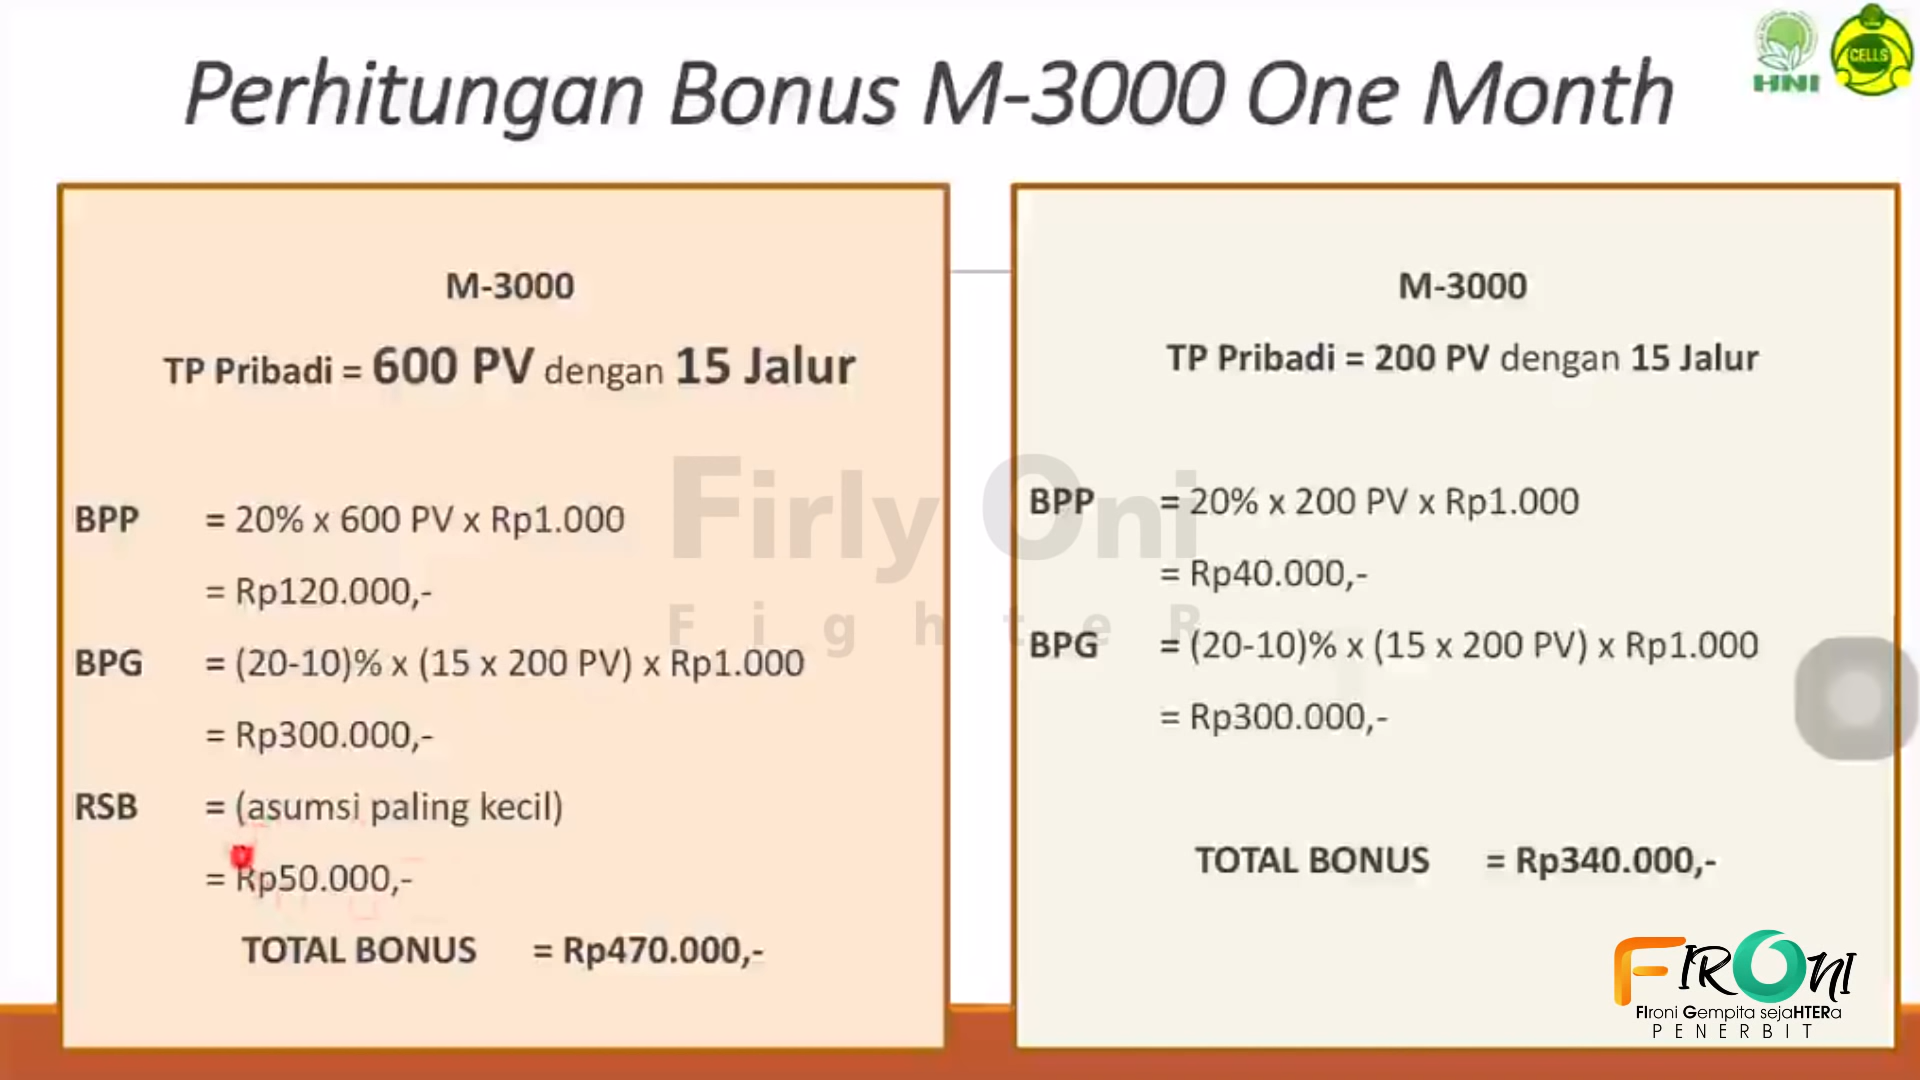 Perhitungan Bonus M-3000 One Month
HNI
CELLS
M-3000
TP Pribadi = 600 PV dengan 15 Jalur
BPP = 20% x 600 PV x Rp1.000
= Rp120.000,-
BPG = (20-10)% x (15 x 200 PV) x Rp1.000
= Rp300.000,-
RSB = (asumsi paling kecil)
= Rp50.000,-
TOTAL BONUS = Rp470.000,-
M-3000
TP Pribadi = 200 PV dengan 15 Jalur
BPP = 20% x 200 PV x Rp1.000
= Rp40.000,-
BPG = (20-10)% x (15 x 200 PV) x Rp1.000
= Rp300.000,-
TOTAL BONUS = Rp340.000,-
Firly Oni
FighteR
FIRONI
FIroni Gempita sejaHTERa
PENERBIT